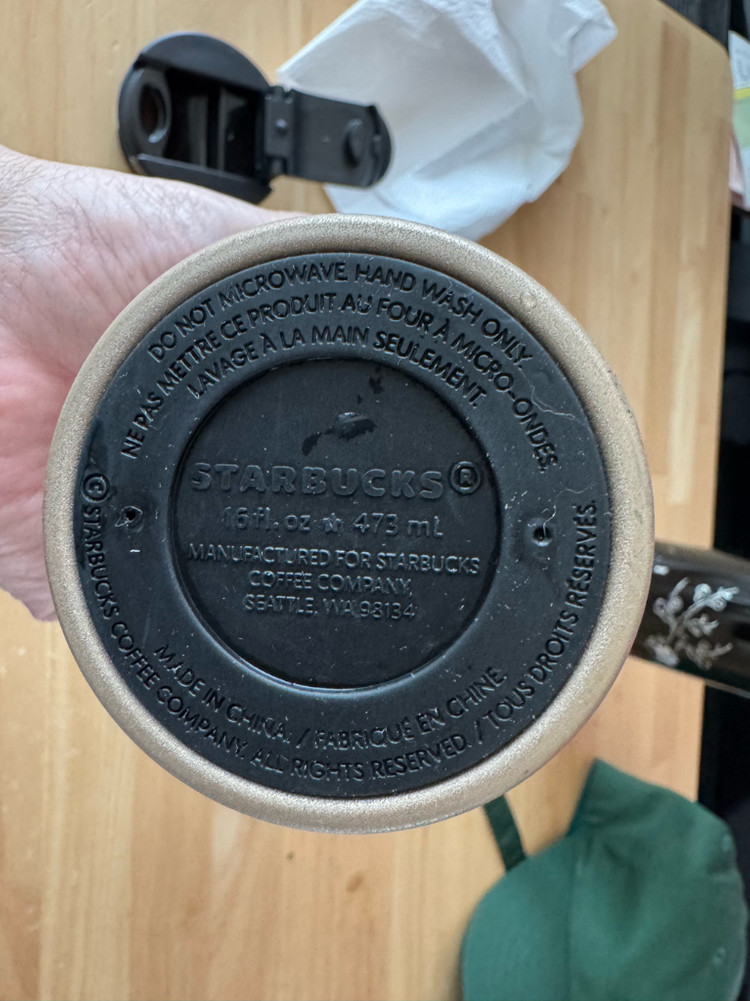 DO NOT MICROWAVE. HAND WASH ONLY.
NE PAS METTRE CE PRODUIT AU FOUR À MICRO-ONDES.
LAVAGE À LA MAIN SEULEMENT.
STARBUCKS®
16 fl. oz ☆ 473 mL
MANUFACTURED FOR STARBUCKS
COFFEE COMPANY,
SEATTLE, WA 98134
MADE IN CHINA. / FABRIQUÉ EN CHINE.
© STARBUCKS COFFEE COMPANY. ALL RIGHTS RESERVED. / TOUS DROITS RÉSERVÉS.